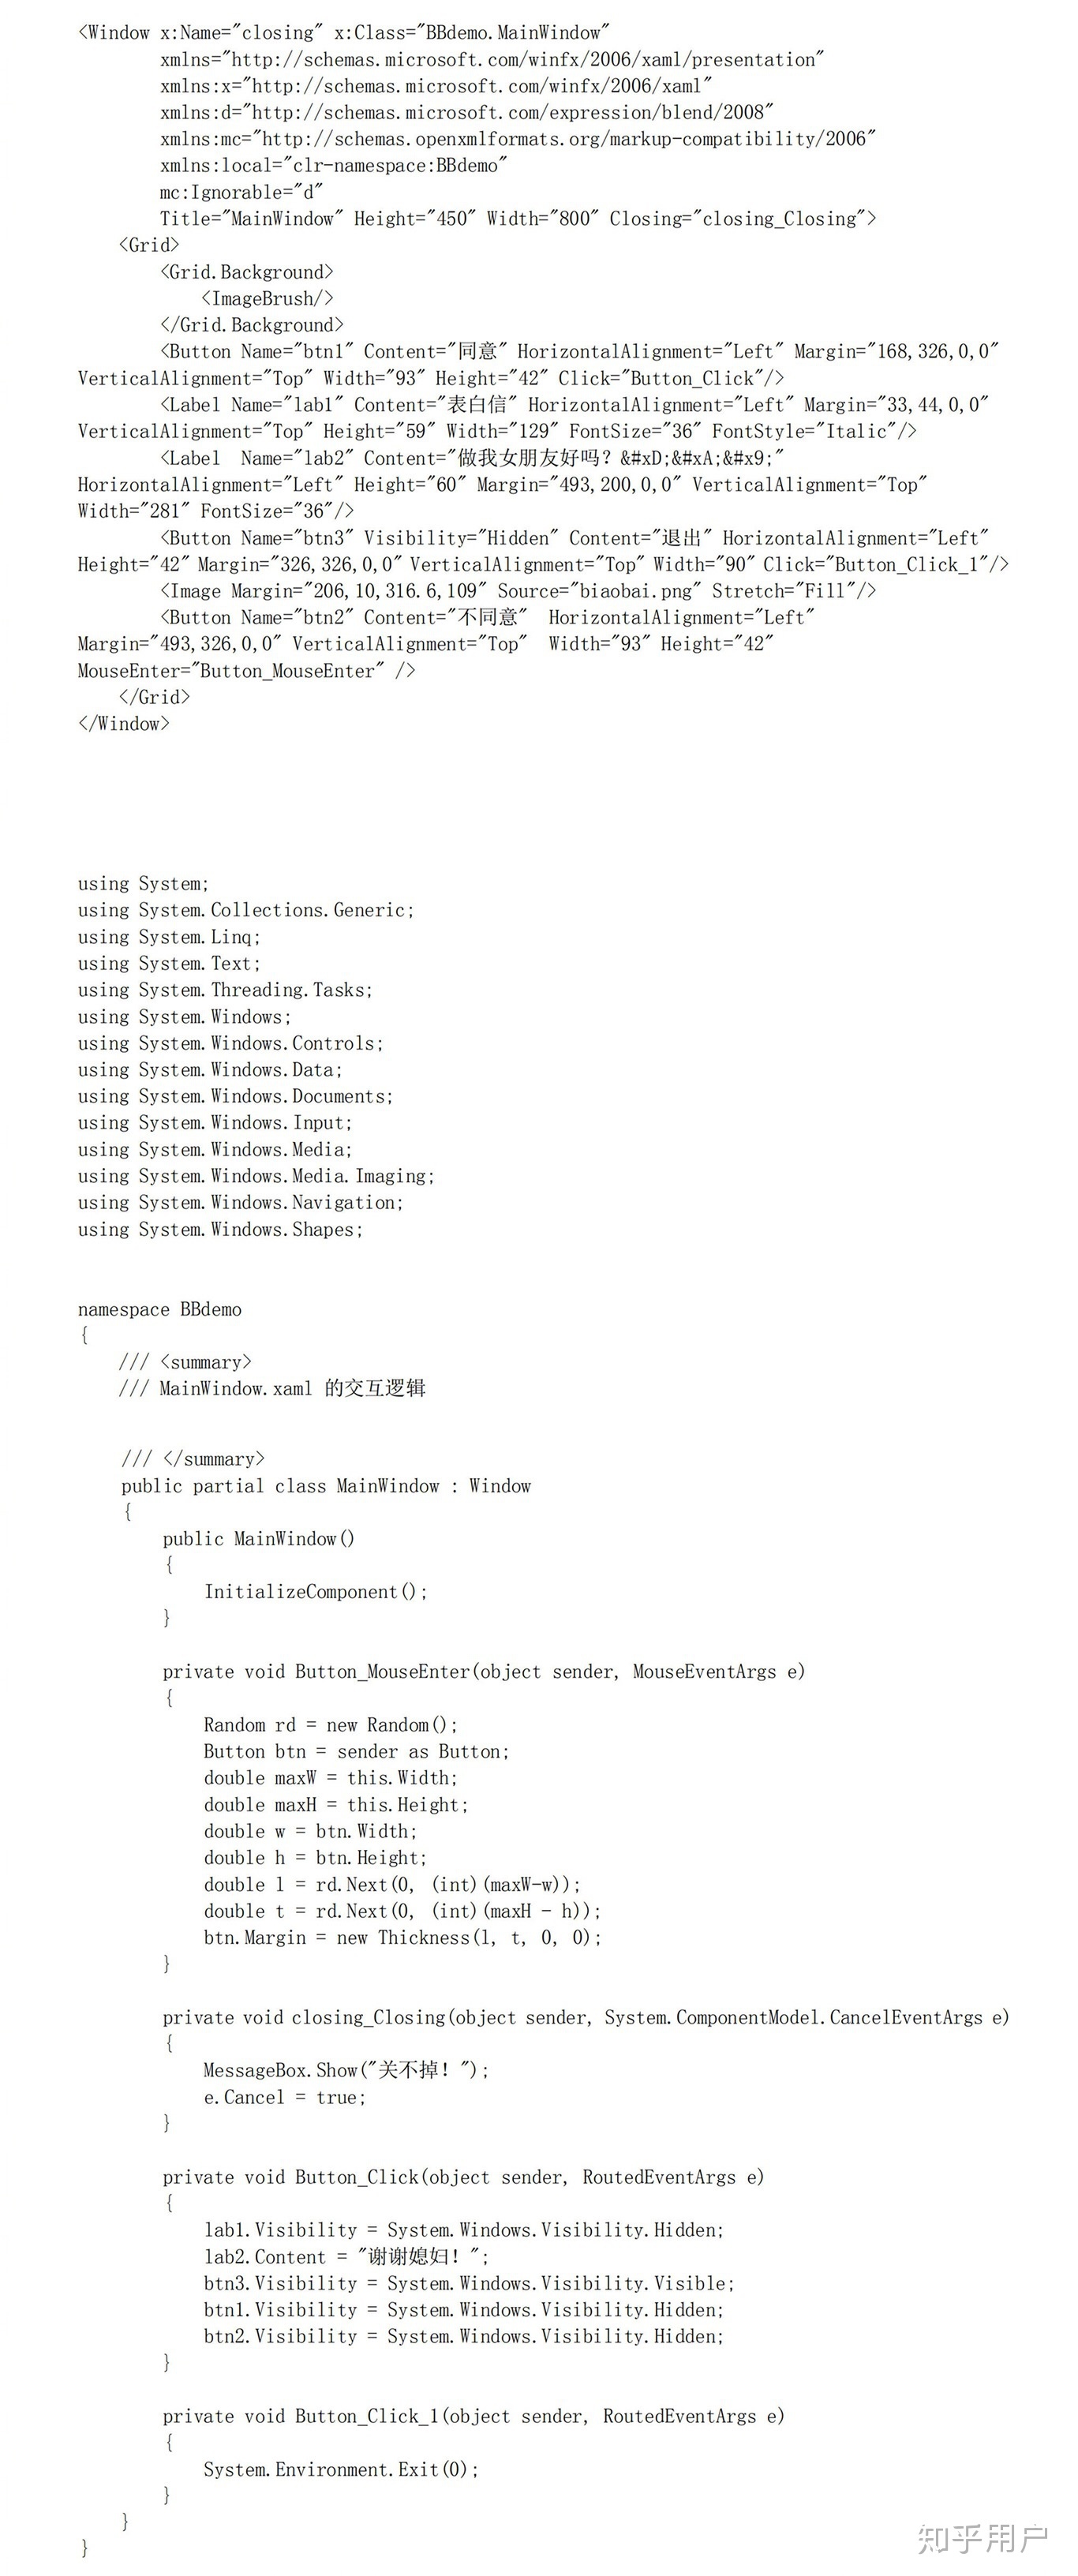 <Window x:Name="closing" x:Class="BBdemo.MainWindow"
        xmlns="http://schemas.microsoft.com/winfx/2006/xaml/presentation"
        xmlns:x="http://schemas.microsoft.com/winfx/2006/xaml"
        xmlns:d="http://schemas.microsoft.com/expression/blend/2008"
        xmlns:mc="http://schemas.openxmlformats.org/markup-compatibility/2006"
        xmlns:local="clr-namespace:BBdemo"
        mc:Ignorable="d"
        Title="MainWindow" Height="450" Width="800" Closing="closing_Closing">
    <Grid>
        <Grid.Background>
            <ImageBrush/>
        </Grid.Background>
        <Button Name="btn1" Content="同意" HorizontalAlignment="Left" Margin="168,326,0,0"
VerticalAlignment="Top" Width="93" Height="42" Click="Button_Click"/>
        <Label Name="lab1" Content="表白信" HorizontalAlignment="Left" Margin="33,44,0,0"
VerticalAlignment="Top" Height="59" Width="129" FontSize="36" FontStyle="Italic"/>
        <Label  Name="lab2" Content="做我女朋友好吗？&#xD;&#xA;&#x9;"
HorizontalAlignment="Left" Height="60" Margin="493,200,0,0" VerticalAlignment="Top"
Width="281" FontSize="36"/>
        <Button Name="btn3" Visibility="Hidden" Content="退出" HorizontalAlignment="Left"
Height="42" Margin="326,326,0,0" VerticalAlignment="Top" Width="90" Click="Button_Click_1"/>
        <Image Margin="206,10,316.6,109" Source="biaobai.png" Stretch="Fill"/>
        <Button Name="btn2" Content="不同意"  HorizontalAlignment="Left"
Margin="493,326,0,0" VerticalAlignment="Top"  Width="93" Height="42"
MouseEnter="Button_MouseEnter" />
    </Grid>
</Window>
using System;
using System.Collections.Generic;
using System.Linq;
using System.Text;
using System.Threading.Tasks;
using System.Windows;
using System.Windows.Controls;
using System.Windows.Data;
using System.Windows.Documents;
using System.Windows.Input;
using System.Windows.Media;
using System.Windows.Media.Imaging;
using System.Windows.Navigation;
using System.Windows.Shapes;
namespace BBdemo
{
    /// <summary>
    /// MainWindow.xaml 的交互逻辑
    /// </summary>
    public partial class MainWindow : Window
    {
        public MainWindow()
        {
            InitializeComponent();
        }
        private void Button_MouseEnter(object sender, MouseEventArgs e)
        {
            Random rd = new Random();
            Button btn = sender as Button;
            double maxW = this.Width;
            double maxH = this.Height;
            double w = btn.Width;
            double h = btn.Height;
            double l = rd.Next(0, (int)(maxW-w));
            double t = rd.Next(0, (int)(maxH - h));
            btn.Margin = new Thickness(l, t, 0, 0);
        }
        private void closing_Closing(object sender, System.ComponentModel.CancelEventArgs e)
        {
            MessageBox.Show("关不掉！");
            e.Cancel = true;
        }
        private void Button_Click(object sender, RoutedEventArgs e)
        {
            lab1.Visibility = System.Windows.Visibility.Hidden;
            lab2.Content = "谢谢媳妇！";
            btn3.Visibility = System.Windows.Visibility.Visible;
            btn1.Visibility = System.Windows.Visibility.Hidden;
            btn2.Visibility = System.Windows.Visibility.Hidden;
        }
        private void Button_Click_1(object sender, RoutedEventArgs e)
        {
            System.Environment.Exit(0);
        }
    }
}
知乎用户